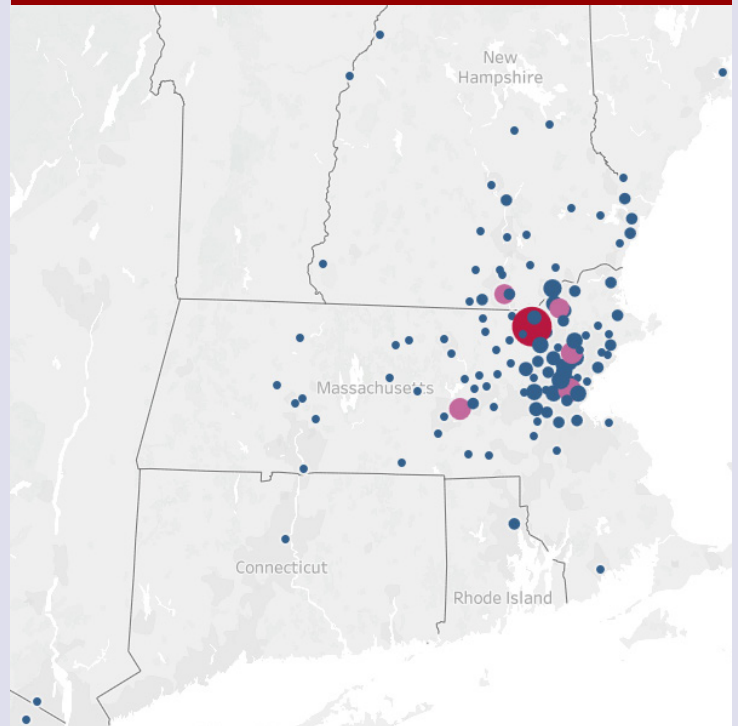 New
Hampshire
Massachusetts
Connecticut
Rhode Island